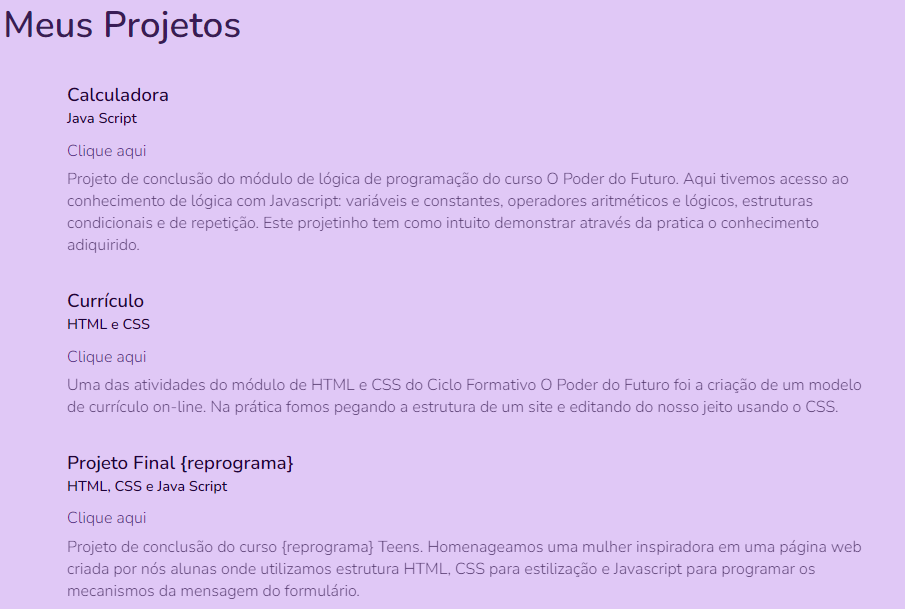 Meus Projetos
Calculadora
Java Script
Clique aqui
Projeto de conclusão do módulo de lógica de programação do curso O Poder do Futuro. Aqui tivemos acesso ao
conhecimento de lógica com Javascript: variáveis e constantes, operadores aritméticos e lógicos, estruturas
condicionais e de repetição. Este projetinho tem como intuito demonstrar através da pratica o conhecimento
adiquirido.
Currículo
HTML e CSS
Clique aqui
Uma das atividades do módulo de HTML e CSS do Ciclo Formativo O Poder do Futuro foi a criação de um modelo
de currículo on-line. Na prática fomos pegando a estrutura de um site e editando do nosso jeito usando o CSS.
Projeto Final {reprograma}
HTML, CSS e Java Script
Clique aqui
Projeto de conclusão do curso {reprograma} Teens. Homenageamos uma mulher inspiradora em uma página web
criada por nós alunas onde utilizamos estrutura HTML, CSS para estilização e Javascript para programar os
mecanismos da mensagem do formulário.